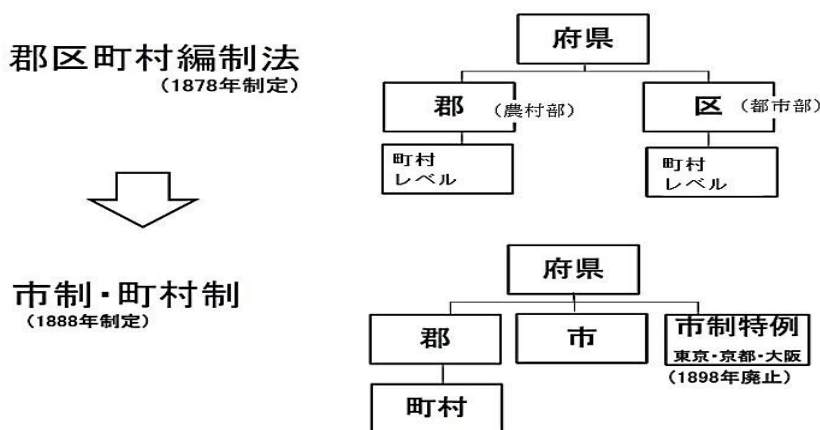 郡区町村編制法
(1878年制定)
府県
郡
(農村部)
区
(都市部)
町村
レベル
町村
レベル
市制・町村制
(1888年制定)
府県
郡
市
市制特例
東京・京都・大阪
(1898年廃止)
町村